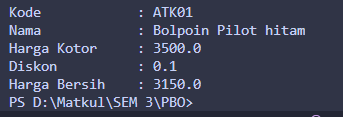 Kode : ATK01
Nama : Bolpoin Pilot hitam
Harga Kotor : 3500.0
Diskon : 0.1
Harga Bersih : 3150.0
PS D:\Matkul\SEM 3\PBO>